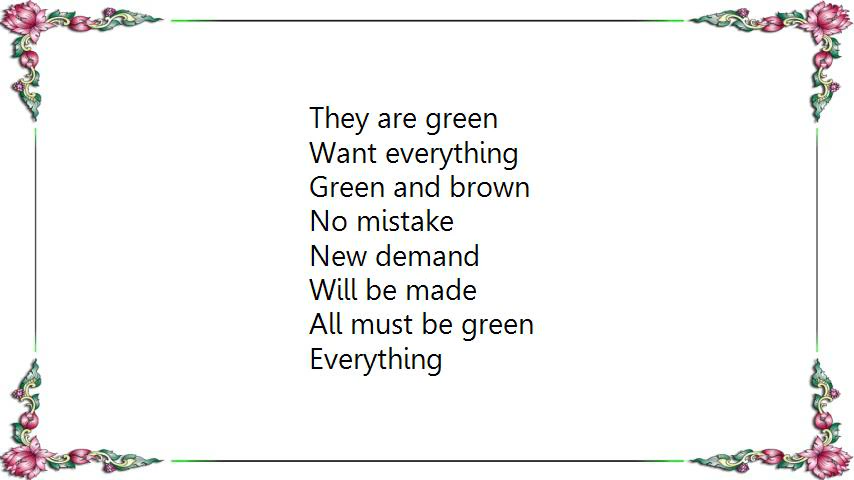 They are green
Want everything
Green and brown
No mistake
New demand
Will be made
All must be green
Everything